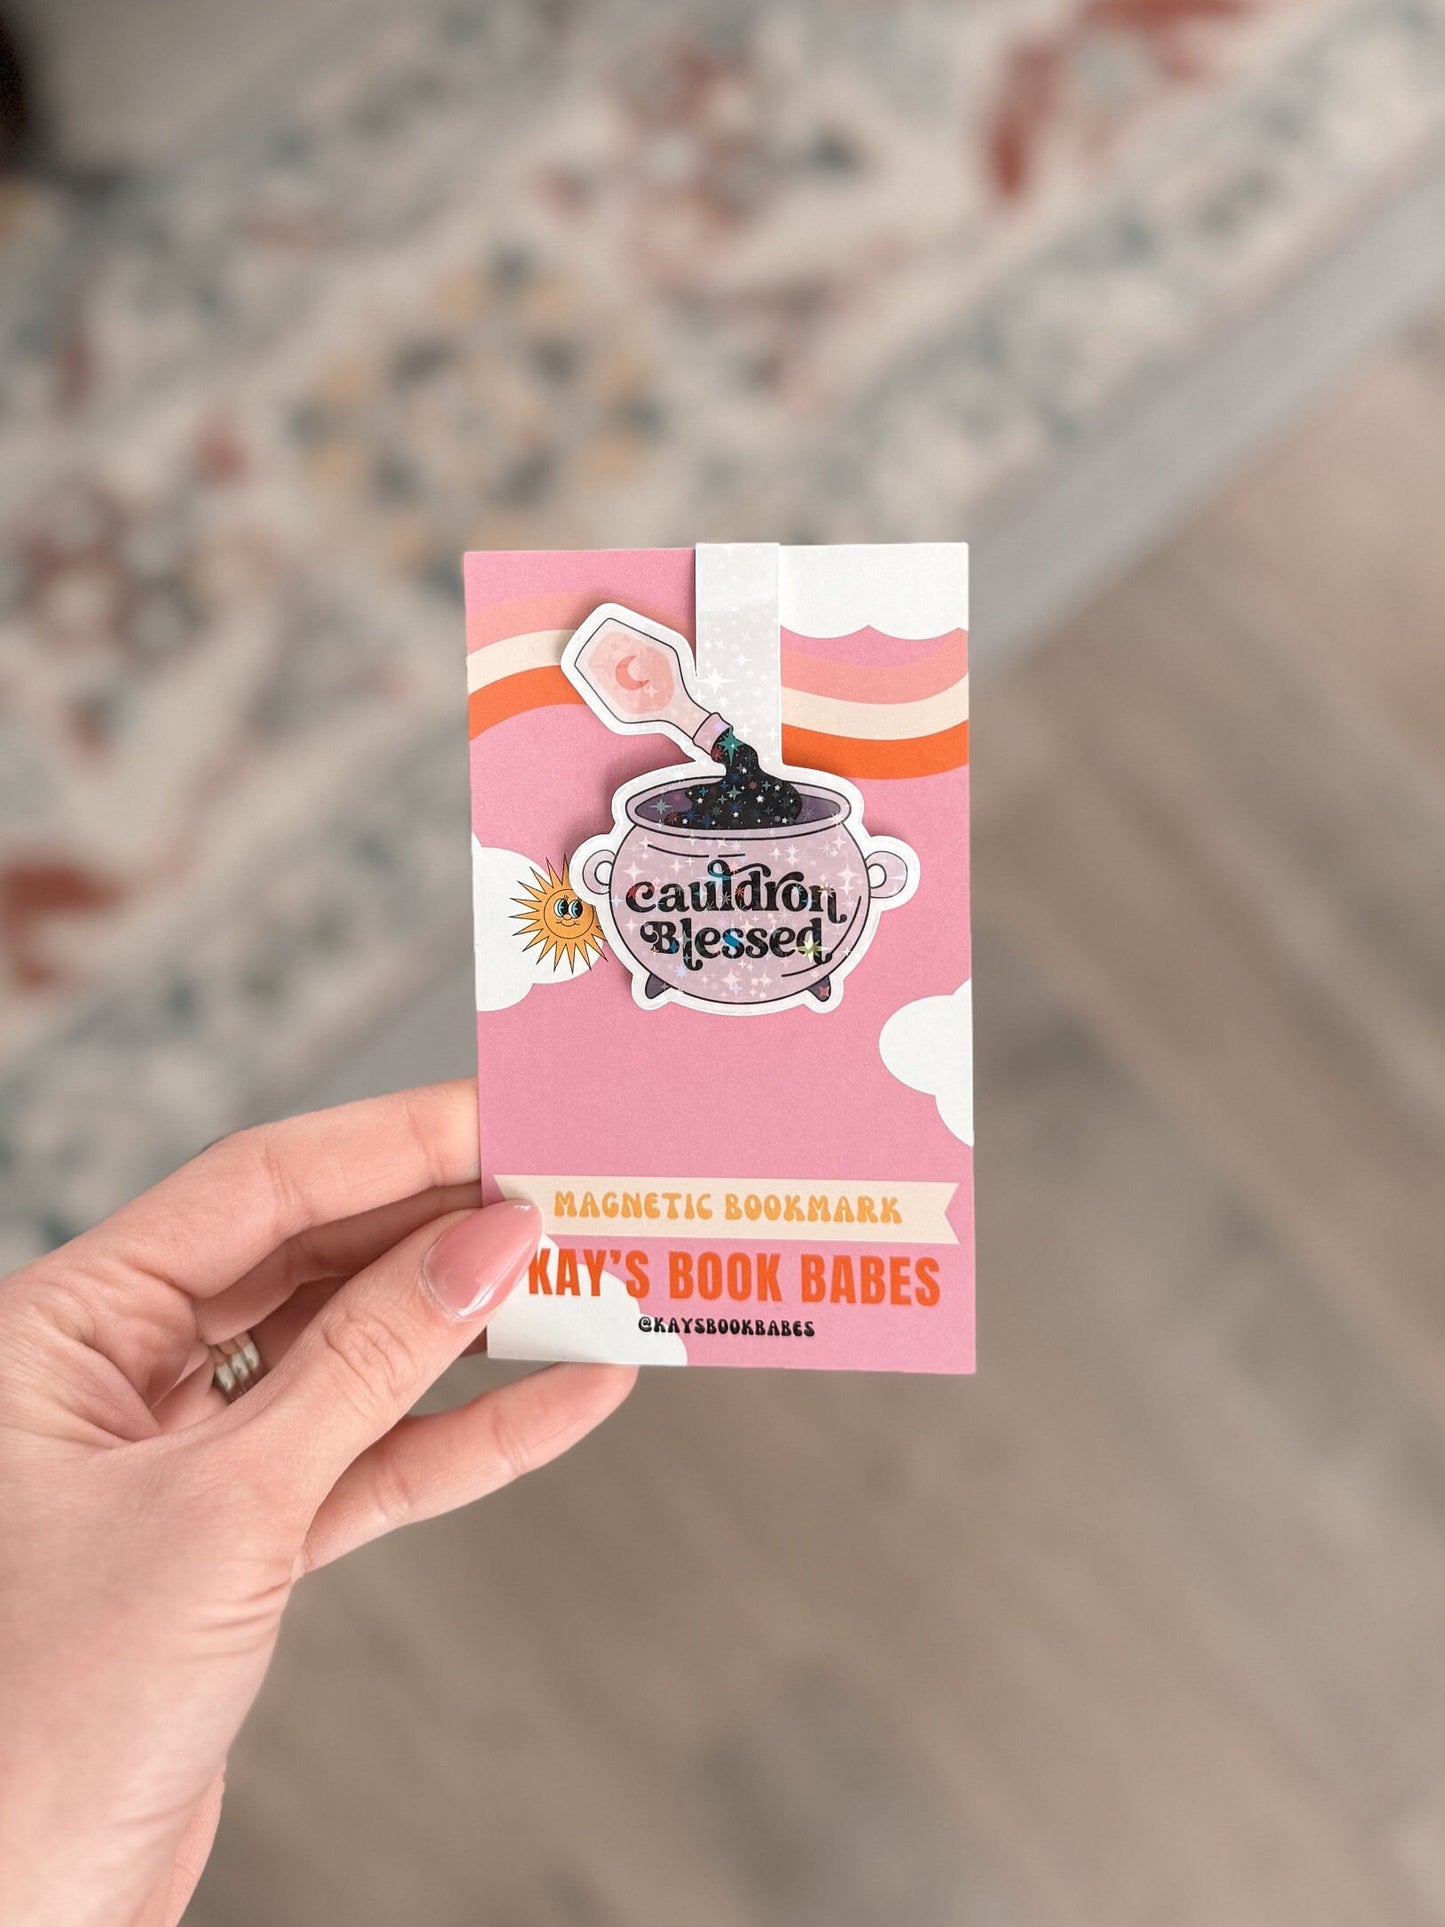 cauldron
Blessed
MAGNETIC BOOKMARK
KAY'S BOOK BABES
@KAYSBOOKBABES